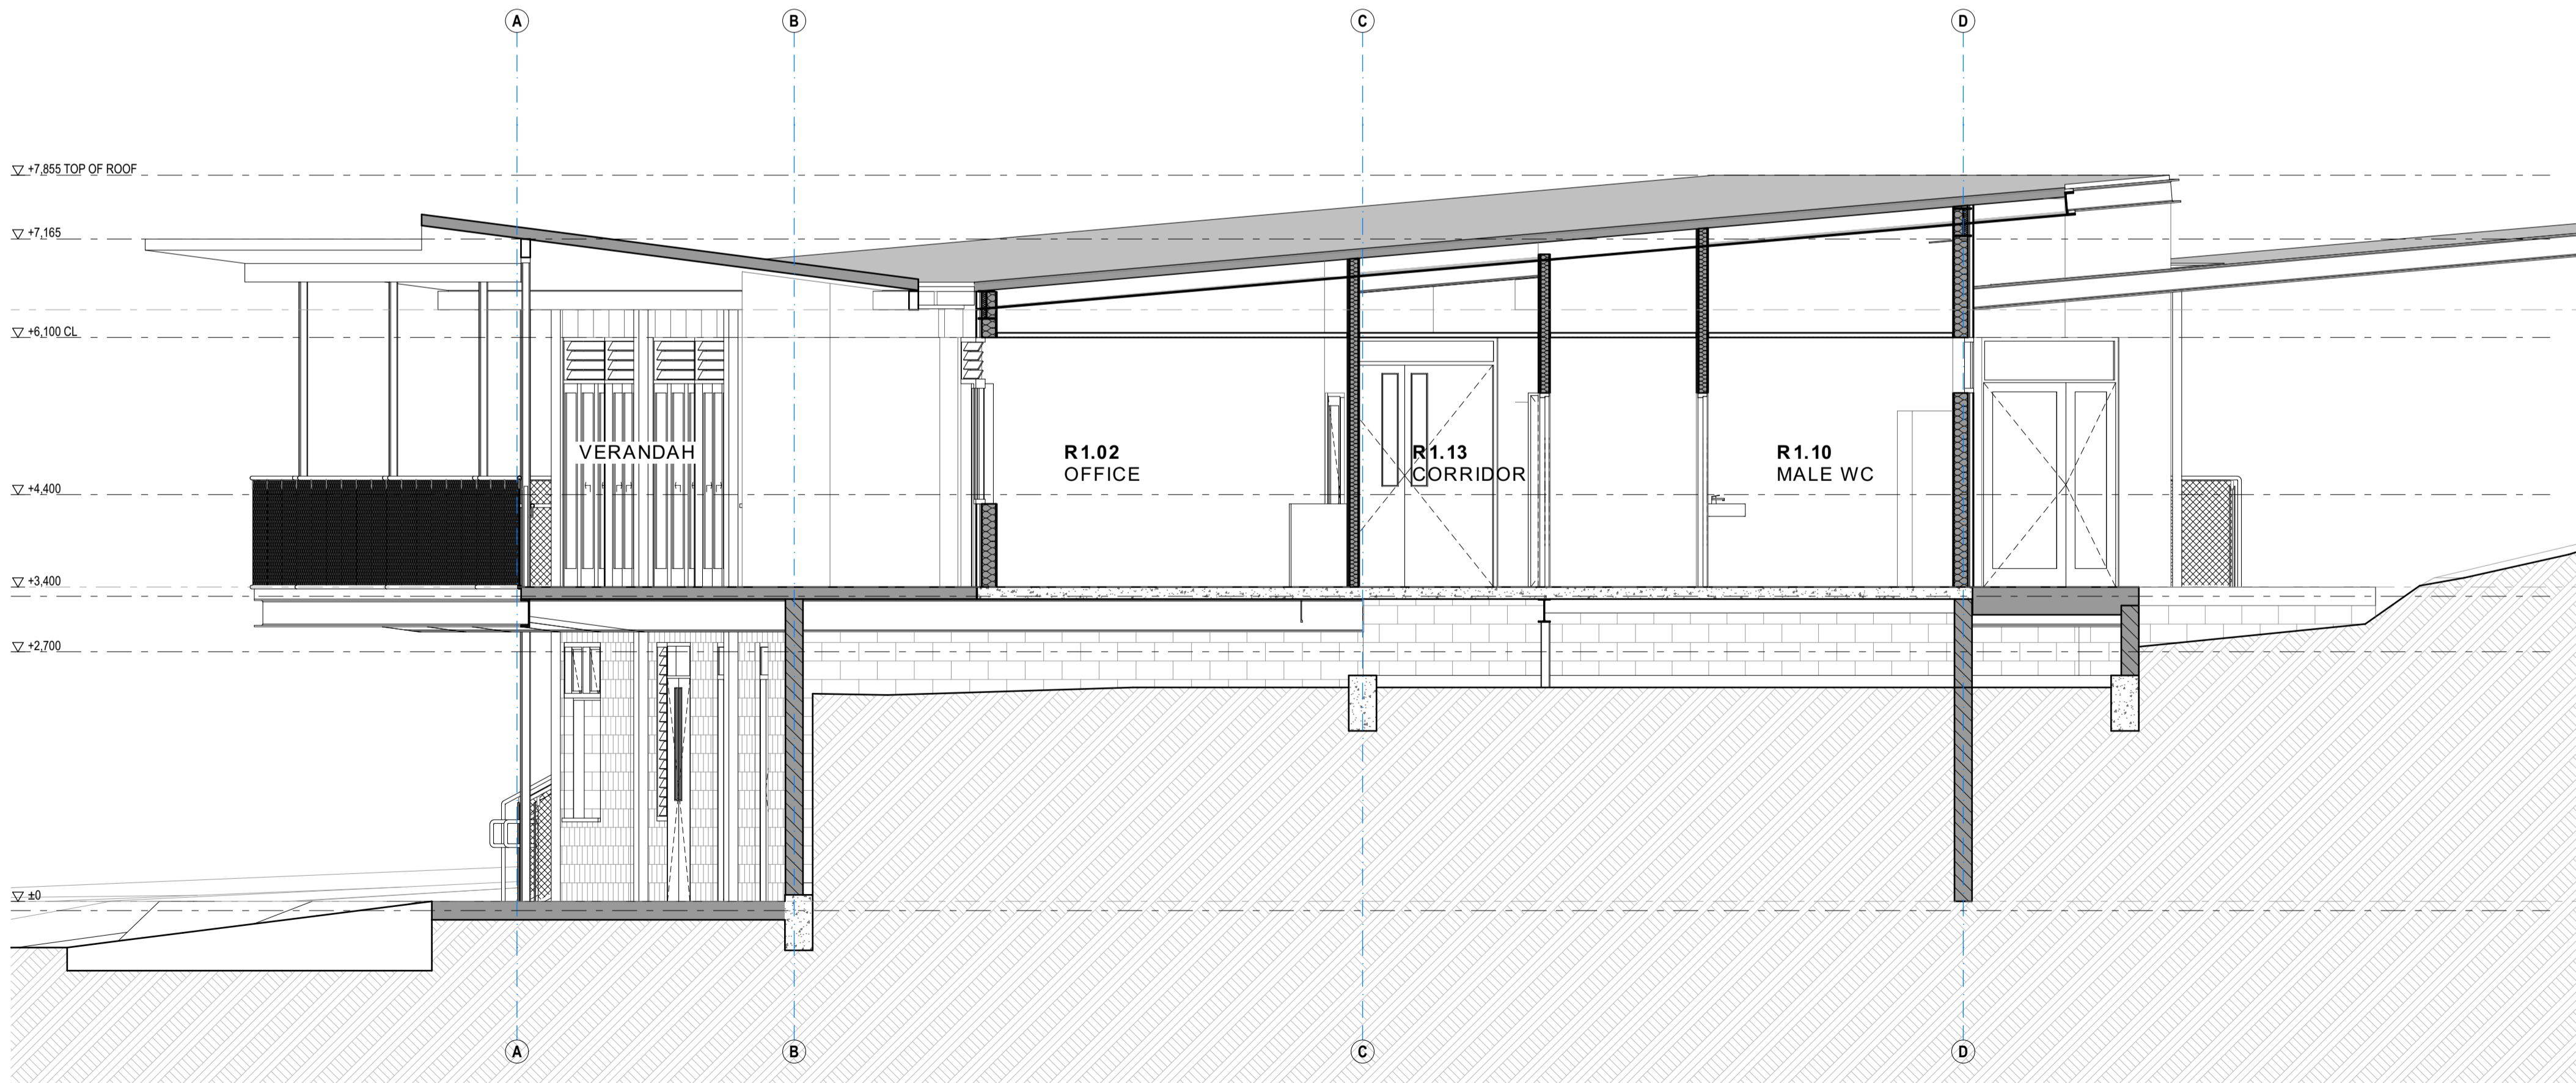 A B C D
+7,855 TOP OF ROOF
+7,165
+6,100 CL
VERANDAH
R1.02
OFFICE
R1.13
CORRIDOR
R1.10
MALE WC
+4,400
+3,400
+2,700
±0
A B C D